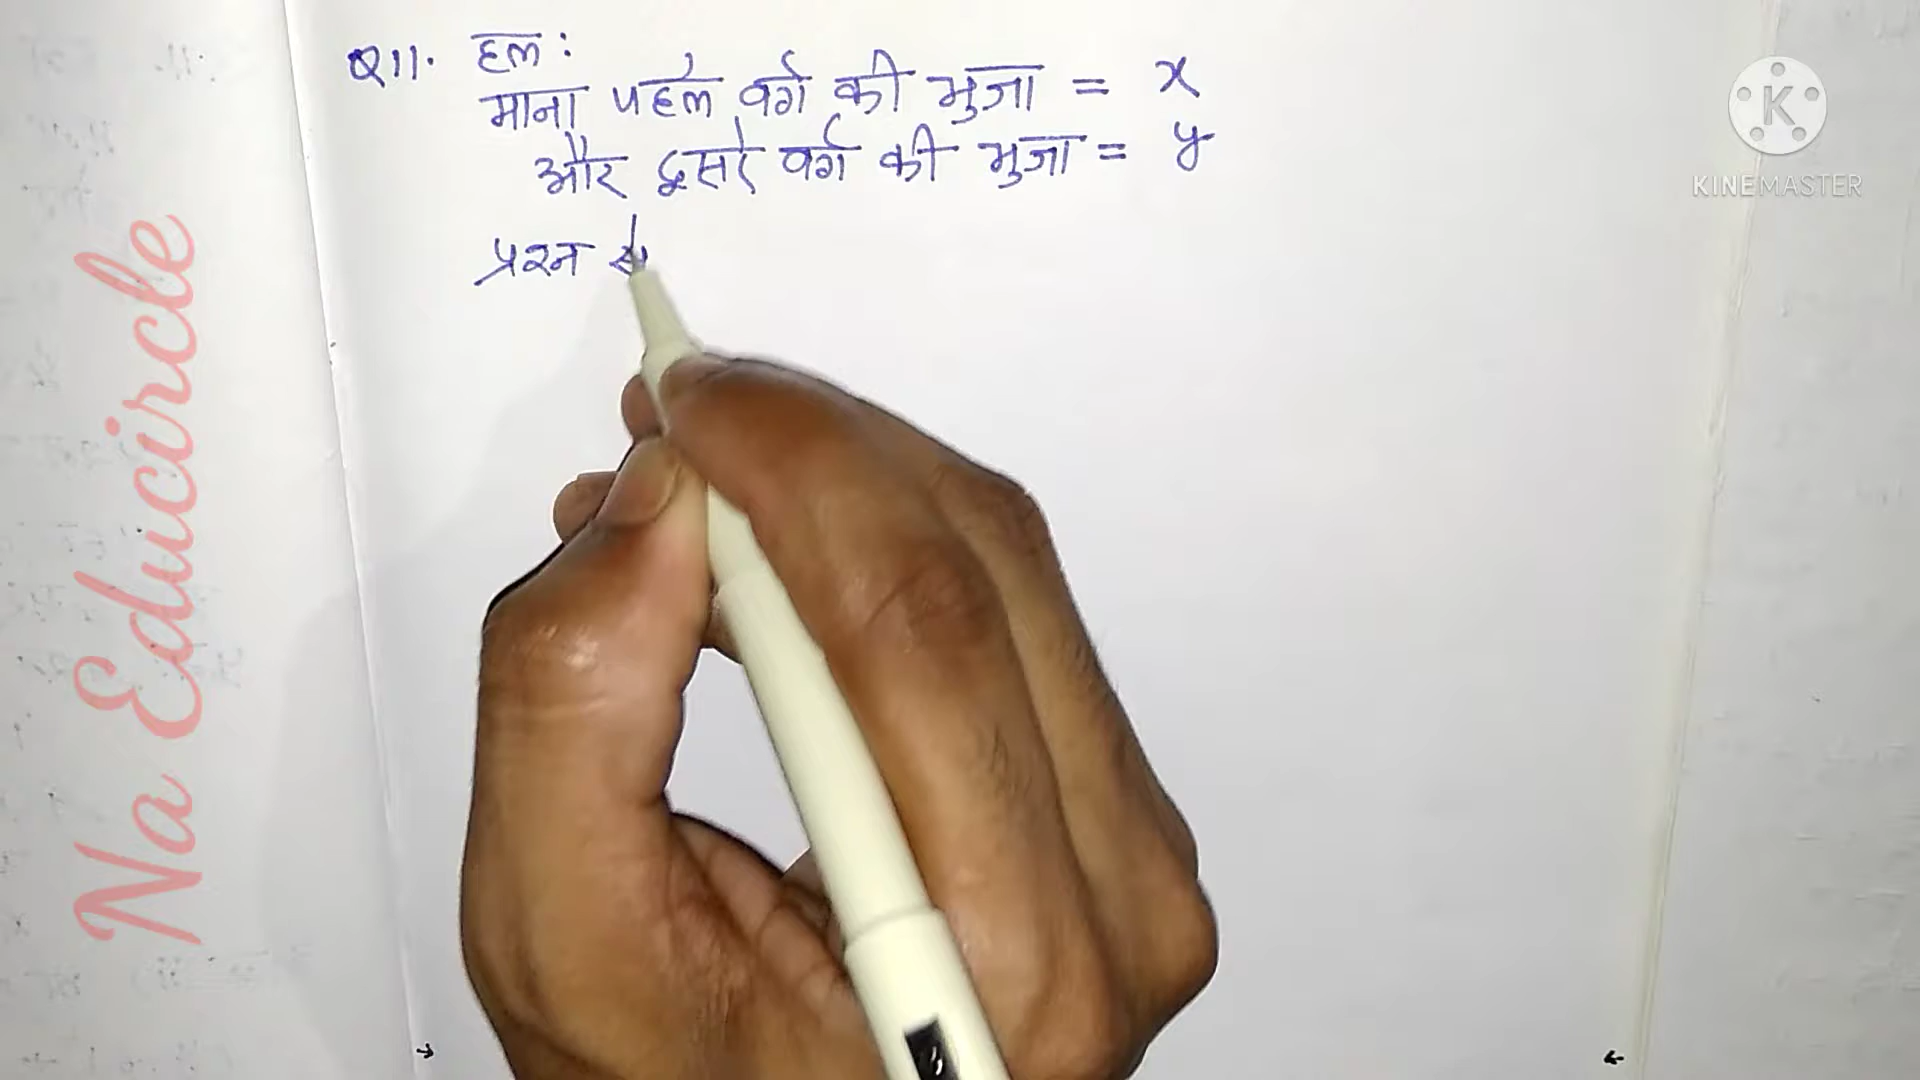 Q11. हल :
माना पहले वर्ग की भुजा = x
और दूसरे वर्ग की भुजा = y
प्रश्न से
K
KINEMASTER
Na Educircle